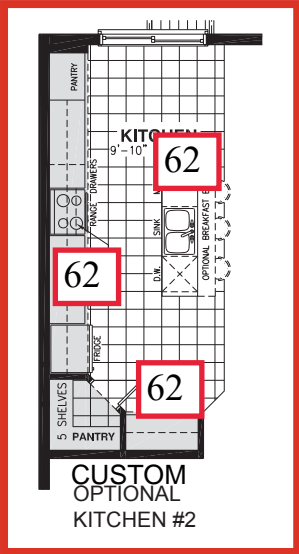 PANTRY
KITCHEN
9'-10"
62
DRAWERS
RANGE
SINK
D.W.
OPTIONAL BREAKFAST
62
FRIDGE
62
5 SHELVES
PANTRY
CUSTOM
OPTIONAL
KITCHEN #2